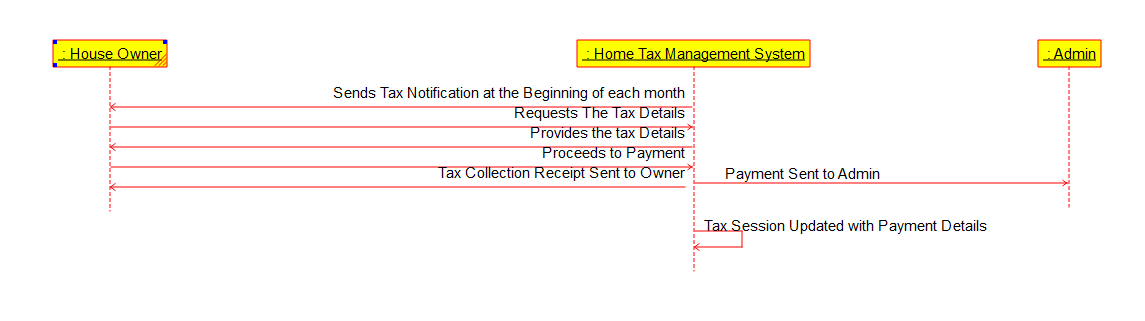 : House Owner
: Home Tax Management System
: Admin
Sends Tax Notification at the Beginning of each month
Requests The Tax Details
Provides the tax Details
Proceeds to Payment
Tax Collection Receipt Sent to Owner
Payment Sent to Admin
Tax Session Updated with Payment Details